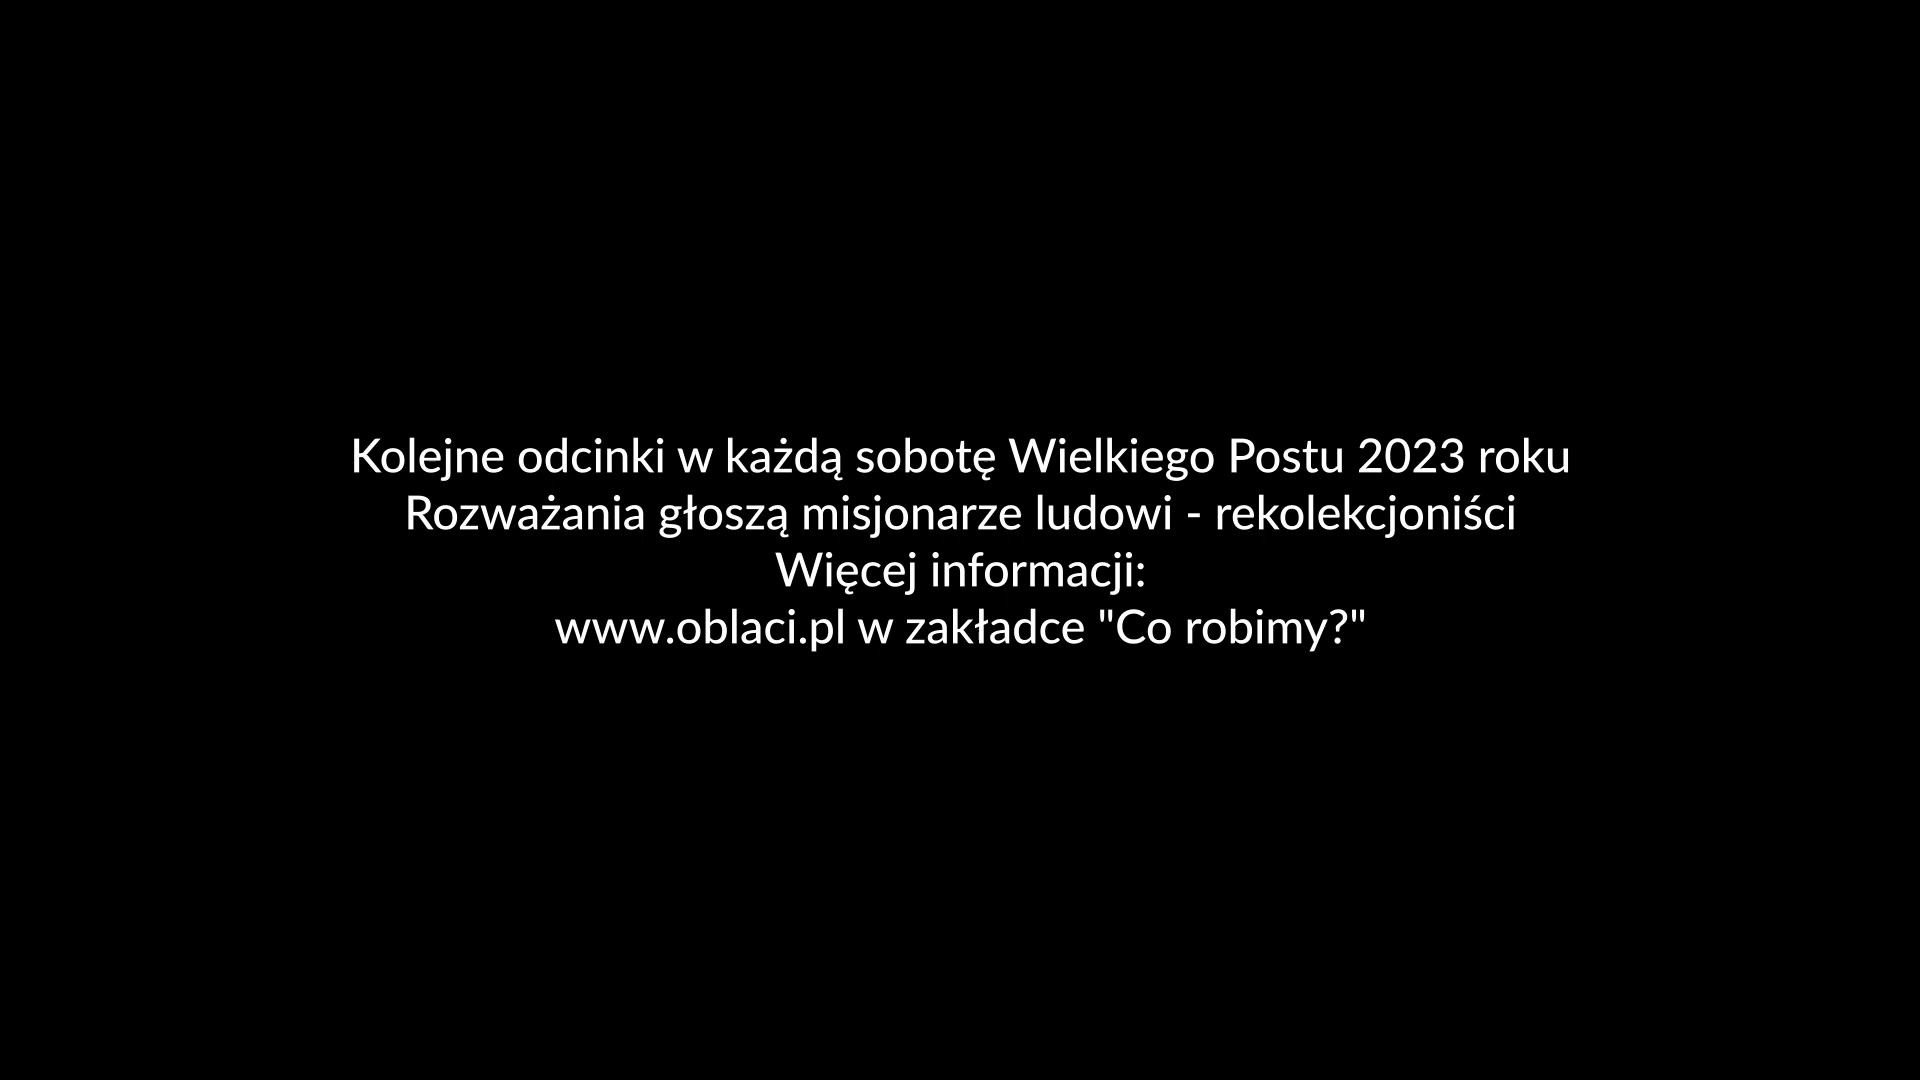 Kolejne odcinki w każdą sobotę Wielkiego Postu 2023 roku
Rozważania głoszą misjonarze ludowi - rekolekcjoniści
Więcej informacji:
www.oblaci.pl w zakładce "Co robimy?"